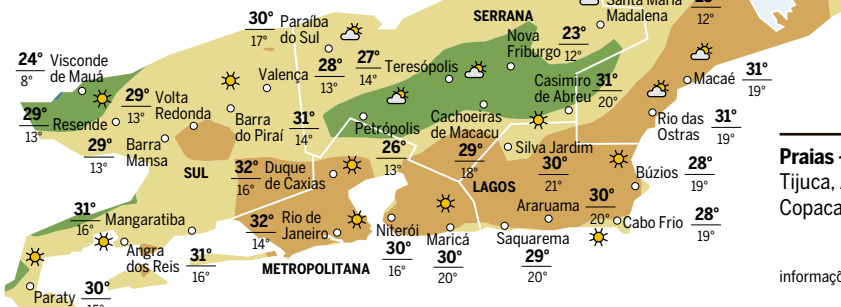 Santa Maria
Madalena
12°
SERRANA
30°
17°
Paraíba
do Sul
Nova
Friburgo
23°
12°
24°
8°
Visconde
de Mauá
Valença
28°
13°
27°
14°
Teresópolis
Casimiro
de Abreu
31°
20°
Macaé
31°
19°
29°
13°
Volta
Redonda
29°
13°
Resende
Barra
do Piraí
31°
14°
Petrópolis
26°
13°
Cachoeiras
de Macacu
29°
18°
Rio das
Ostras
31°
19°
29°
13°
Barra
Mansa
SUL
32°
16°
Duque
de Caxias
Silva Jardim
30°
21°
LAGOS
Búzios
28°
19°
Praias
Tijuca,
Copaca
31°
16°
Mangaratiba
32°
14°
Rio de
Janeiro
Niterói
30°
16°
Maricá
30°
20°
Araruama
30°
20°
Cabo Frio
28°
19°
Saquarema
29°
20°
Angra
dos Reis
31°
16°
METROPOLITANA
informaçõ
Paraty
30°